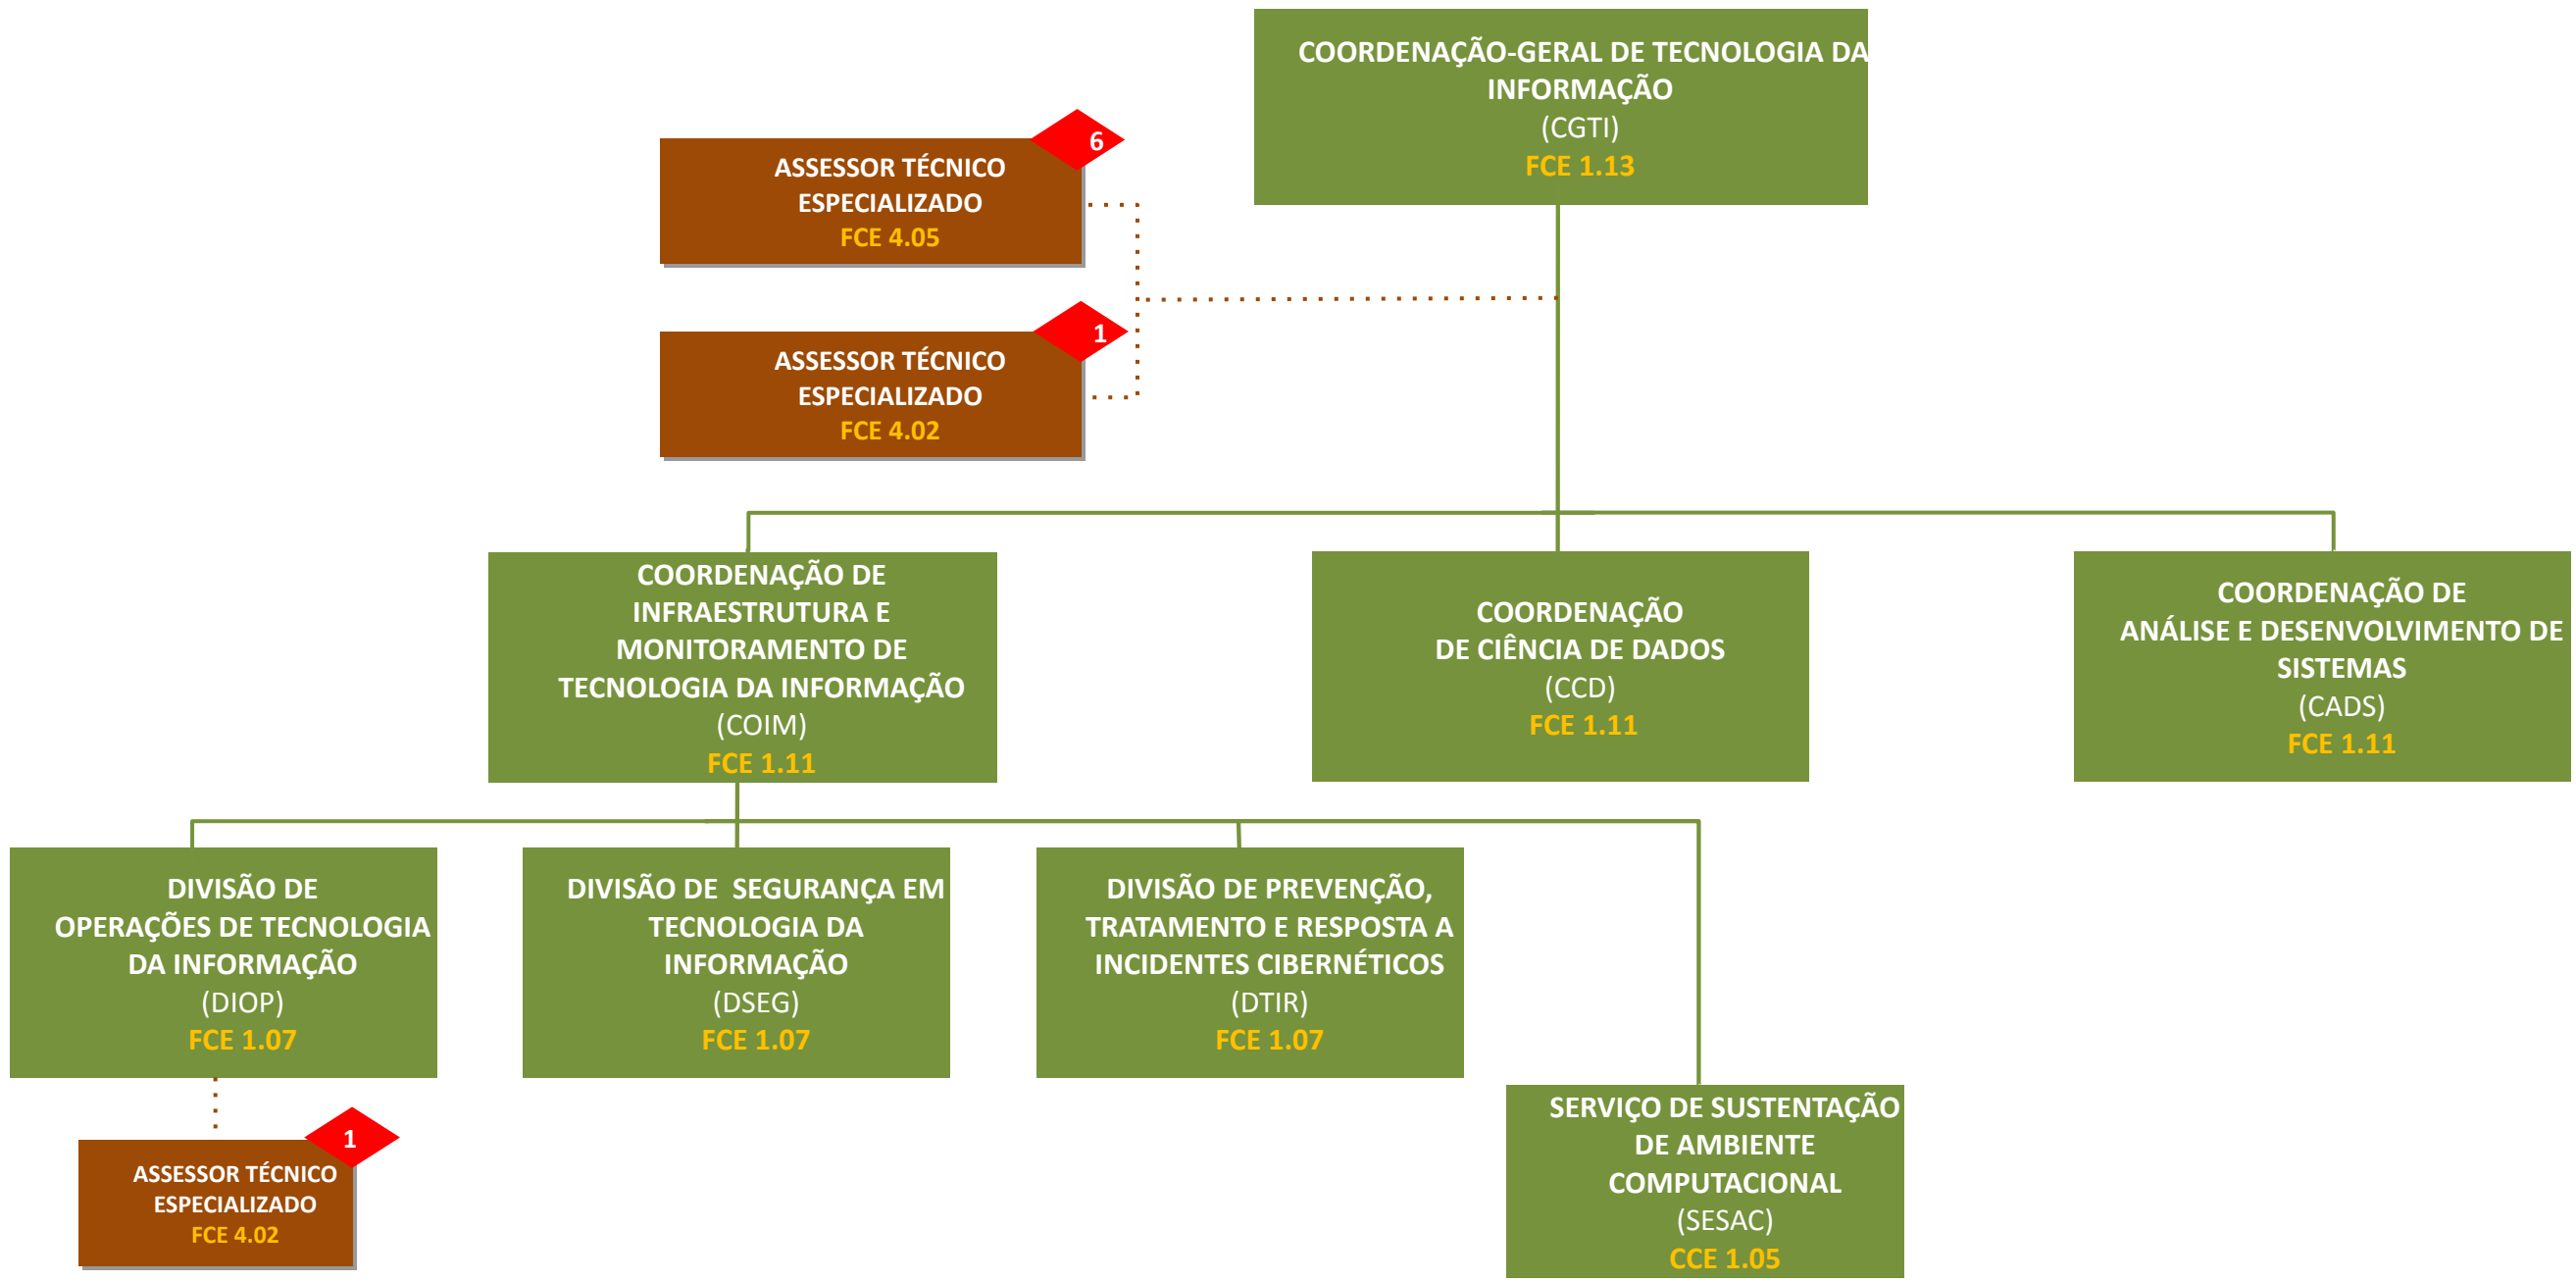 COORDENAÇÃO-GERAL DE TECNOLOGIA DA
INFORMAÇÃO
(CGTI)
FCE 1.13
6
ASSESSOR TÉCNICO
ESPECIALIZADO
FCE 4.05
1
ASSESSOR TÉCNICO
ESPECIALIZADO
FCE 4.02
COORDENAÇÃO DE
INFRAESTRUTURA E
MONITORAMENTO DE
TECNOLOGIA DA INFORMAÇÃO
(COIM)
FCE 1.11
COORDENAÇÃO
DE CIÊNCIA DE DADOS
(CCD)
FCE 1.11
COORDENAÇÃO DE
ANÁLISE E DESENVOLVIMENTO DE
SISTEMAS
(CADS)
FCE 1.11
DIVISÃO DE
OPERAÇÕES DE TECNOLOGIA
DA INFORMAÇÃO
(DIOP)
FCE 1.07
DIVISÃO DE  SEGURANÇA EM
TECNOLOGIA DA
INFORMAÇÃO
(DSEG)
FCE 1.07
DIVISÃO DE PREVENÇÃO,
TRATAMENTO E RESPOSTA A
INCIDENTES CIBERNÉTICOS
(DTIR)
FCE 1.07
1
ASSESSOR TÉCNICO
ESPECIALIZADO
FCE 4.02
SERVIÇO DE SUSTENTAÇÃO
DE AMBIENTE
COMPUTACIONAL
(SESAC)
CCE 1.05